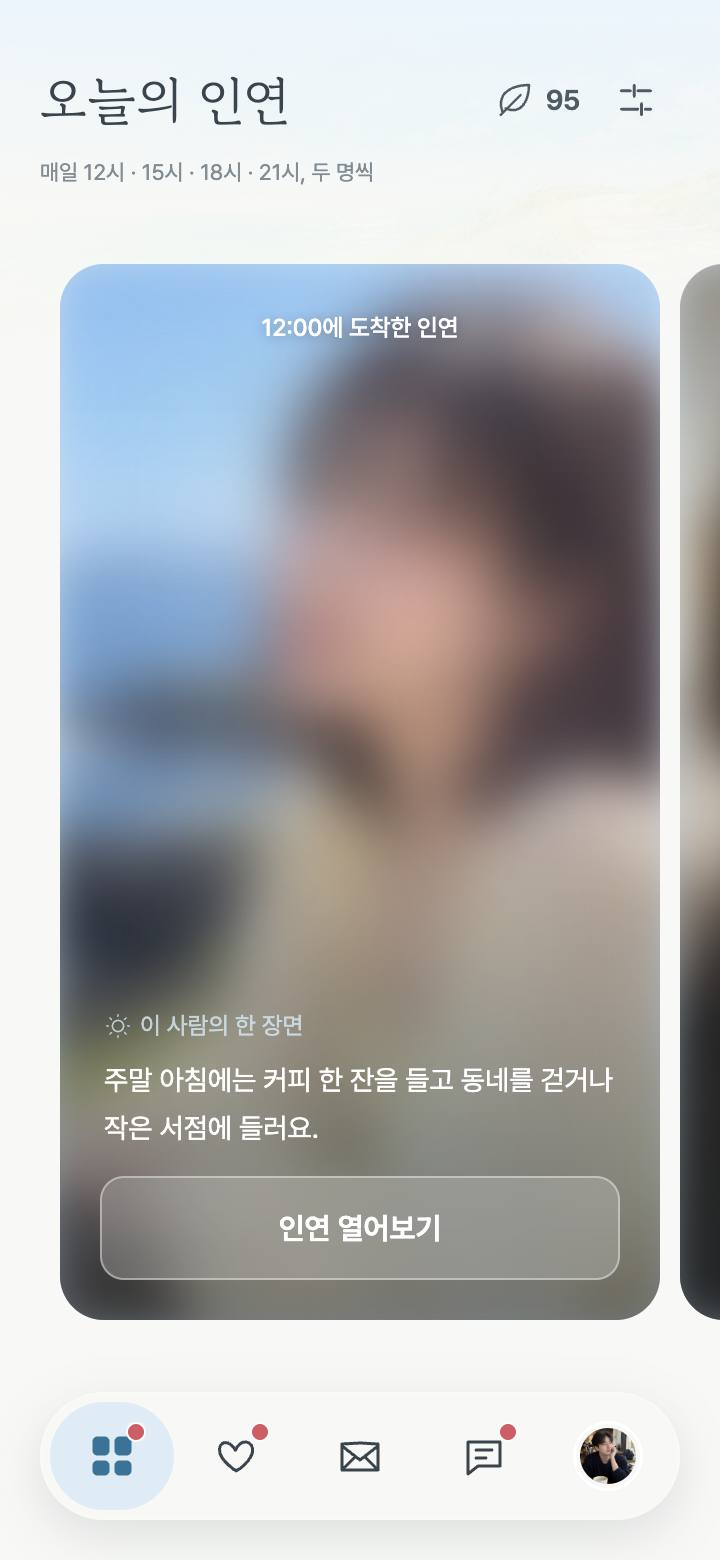 오늘의 인연
95
매일 12시 · 15시 · 18시 · 21시, 두 명씩
12:00에 도착한 인연
이 사람의 한 장면
주말 아침에는 커피 한 잔을 들고 동네를 걷거나
작은 서점에 들러요.
인연 열어보기